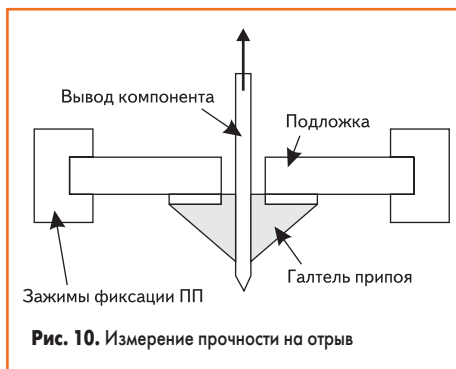 Вывод компонента
Подложка
Галтель припоя
Зажимы фиксации ПП
Рис. 10. Измерение прочности на отрыв